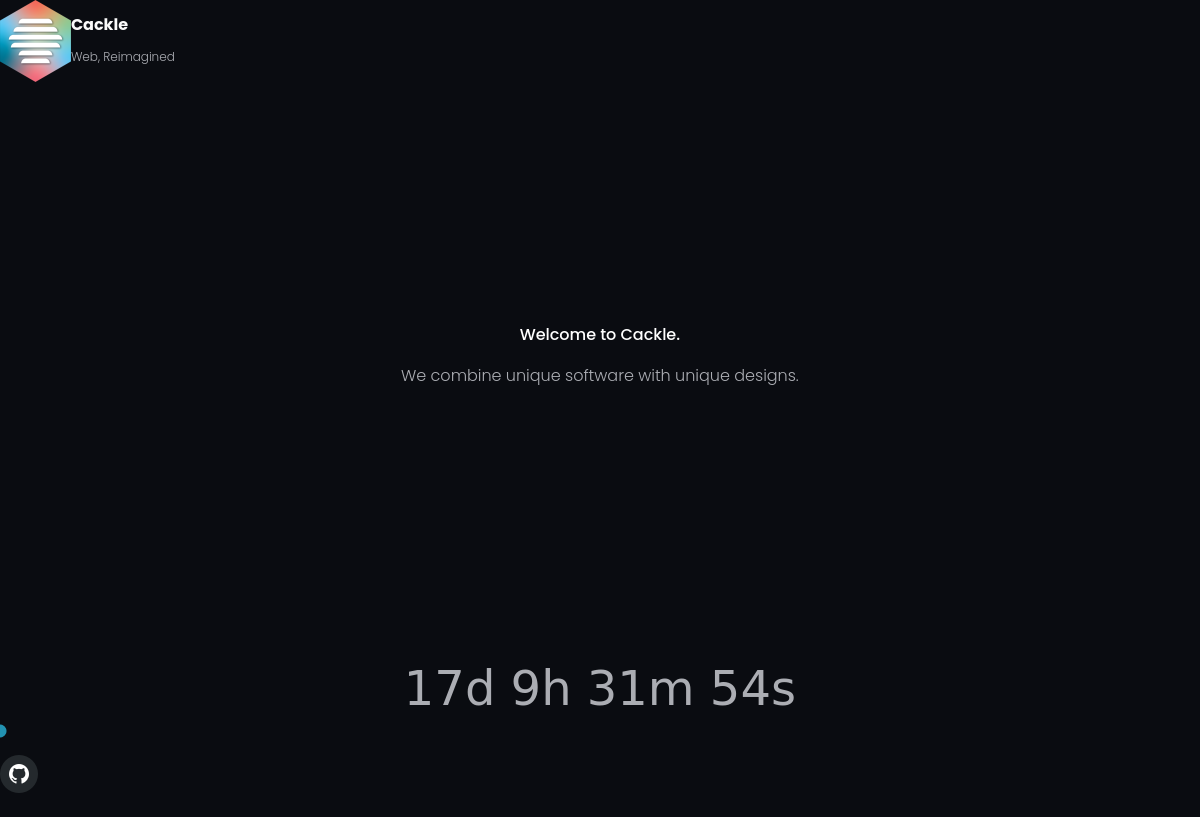 Cackle
Web, Reimagined
Welcome to Cackle.
We combine unique software with unique designs.
17d 9h 31m 54s